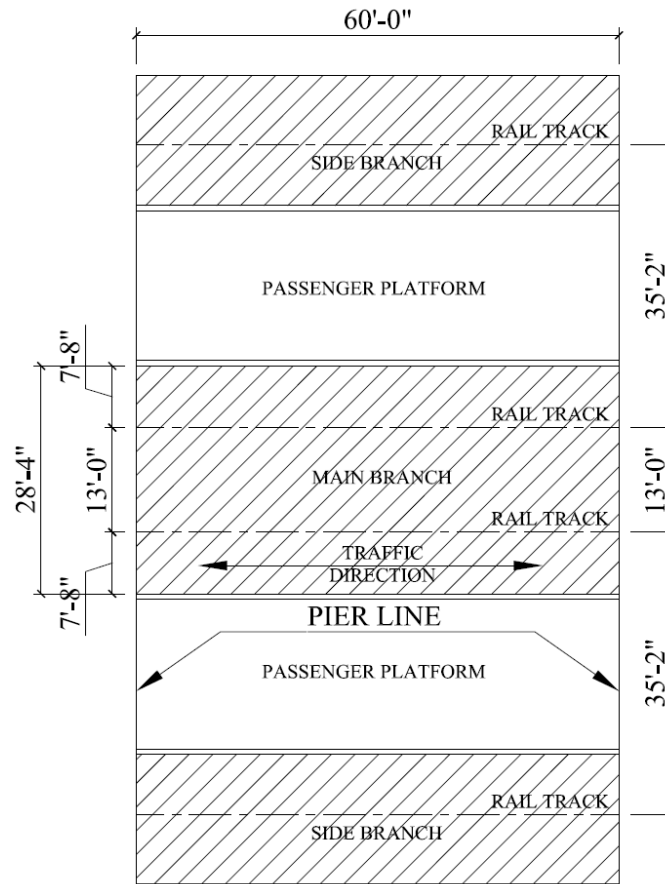 60'-0"
RAIL TRACK
SIDE BRANCH
PASSENGER PLATFORM
35'-2"
7'-8"
RAIL TRACK
28'-4"
13'-0"
MAIN BRANCH
13'-0"
RAIL TRACK
TRAFFIC
DIRECTION
7'-8"
PIER LINE
PASSENGER PLATFORM
35'-2"
RAIL TRACK
SIDE BRANCH